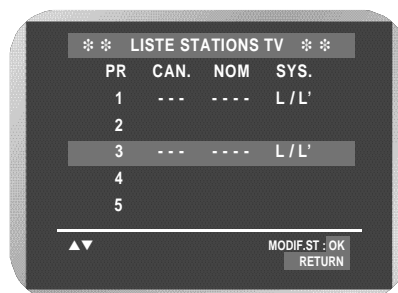 ❄ ❄ LISTE STATIONS TV ❄ ❄
PR CAN. NOM SYS.
1 - - - - - - - L / L’
2
3 - - - - - - - L / L’
4
5
▲▼ MODIF.ST : OK
RETURN